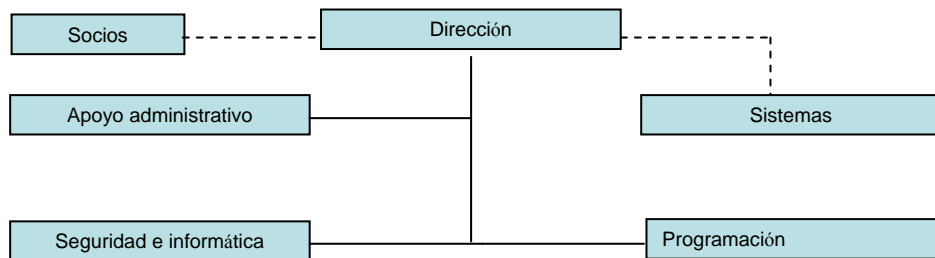 Socios
Dirección
Apoyo administrativo
Sistemas
Seguridad e informática
Programación